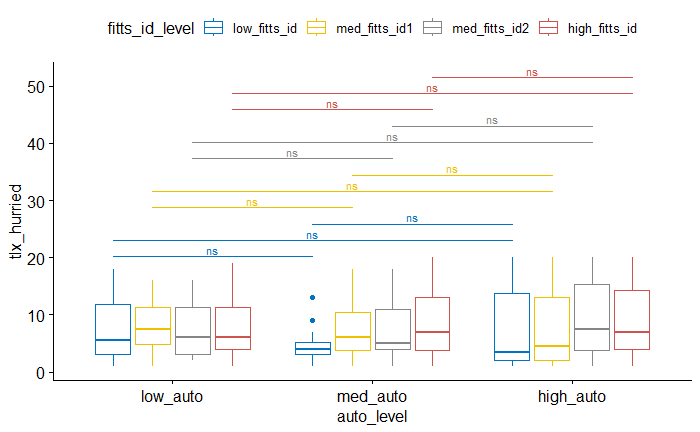 fitts_id_level low_fitts_id med_fitts_id1 med_fitts_id2 high_fitts_id
tlx_hurried
50
40
30
20
10
0
ns
ns
ns
ns
ns
ns
ns
ns
ns
ns
ns
ns
low_auto med_auto high_auto
auto_level